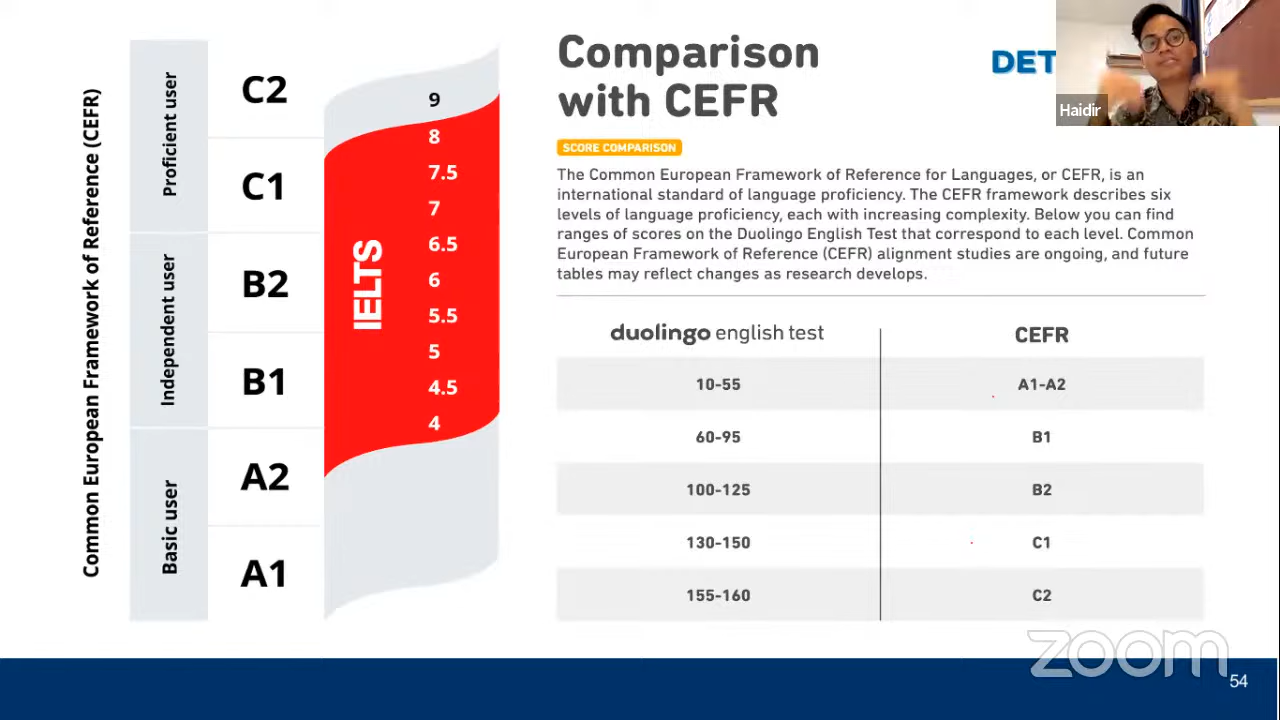 Common European Framework of Reference (CEFR)
Proficient user
Independent user
Basic user
C2
C1
B2
B1
A2
A1
IELTS
9
8
7.5
7
6.5
6
5.5
5
4.5
4
Comparison
with CEFR
DET
Haidir
SCORE COMPARISON
The Common European Framework of Reference for Languages, or CEFR, is an
international standard of language proficiency. The CEFR framework describes six
levels of language proficiency, each with increasing complexity. Below you can find
ranges of scores on the Duolingo English Test that correspond to each level. Common
European Framework of Reference (CEFR) alignment studies are ongoing, and future
tables may reflect changes as research develops.
duolingo english test CEFR
10-55 A1-A2
60-95 B1
100-125 B2
130-150 C1
155-160 C2
zoom
54